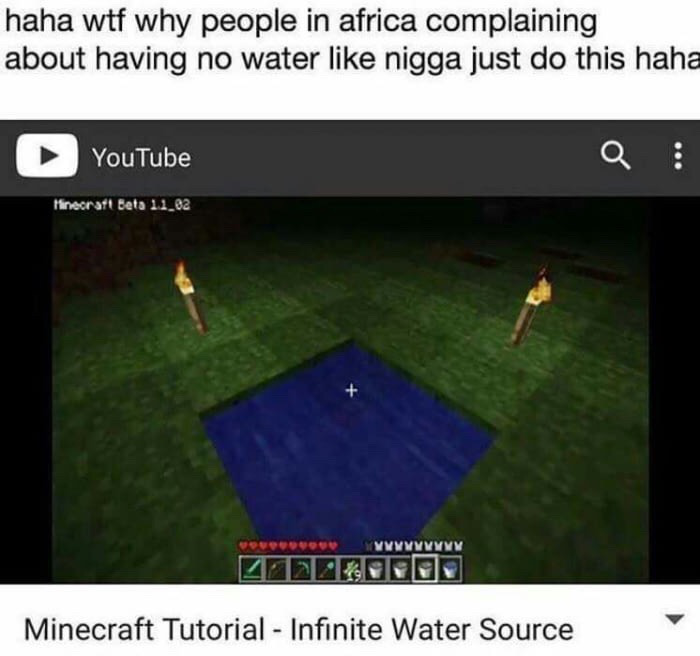 haha wtf why people in africa complaining
about having no water like nigga just do this haha
YouTube
Minecraft Beta 1.1_02
19
Minecraft Tutorial - Infinite Water Source